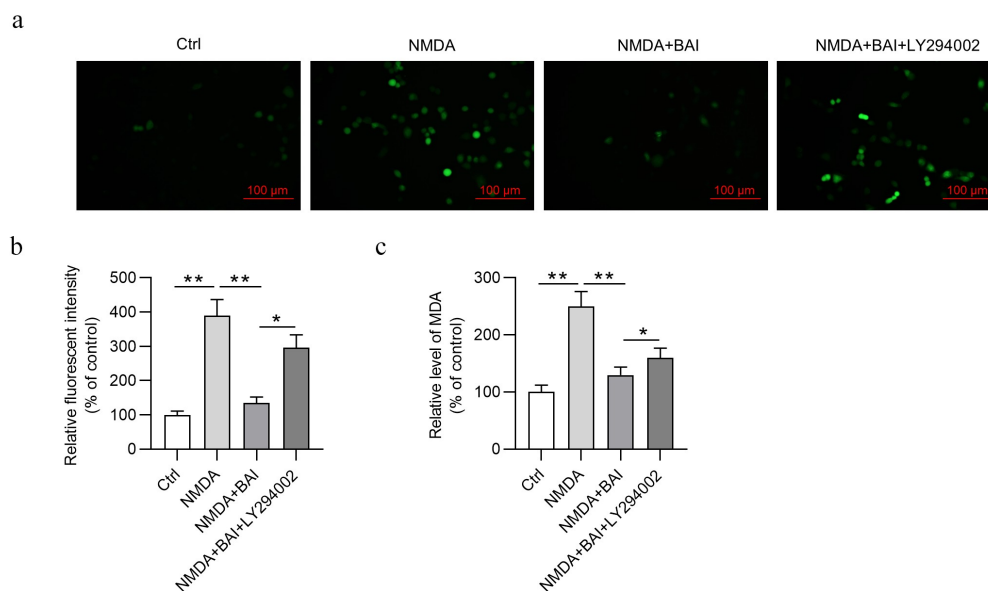 a
Ctrl
NMDA
NMDA+BAI
NMDA+BAI+LY294002
100 μm
100 μm
100 μm
100 μm
b
Relative fluorescent intensity
(% of control)
500
400
300
200
100
0
**
**
*
Ctrl
NMDA
NMDA+BAI
NMDA+BAI+LY294002
c
Relative level of MDA
(% of control)
300
200
100
0
**
**
*
Ctrl
NMDA
NMDA+BAI
NMDA+BAI+LY294002